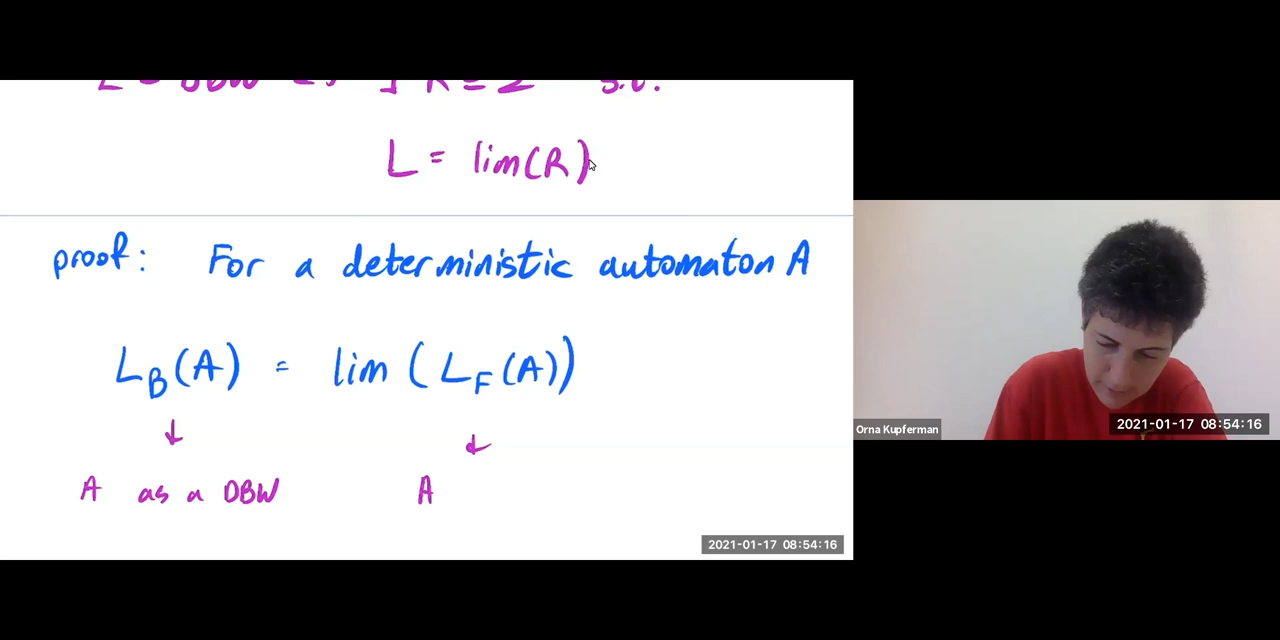 L = lim(R)
proof: For a deterministic automaton A
L_B(A) = lim (L_F(A))
↓ ↓
A as a DBW A
2021-01-17 08:54:16
Orna Kupferman
2021-01-17 08:54:16